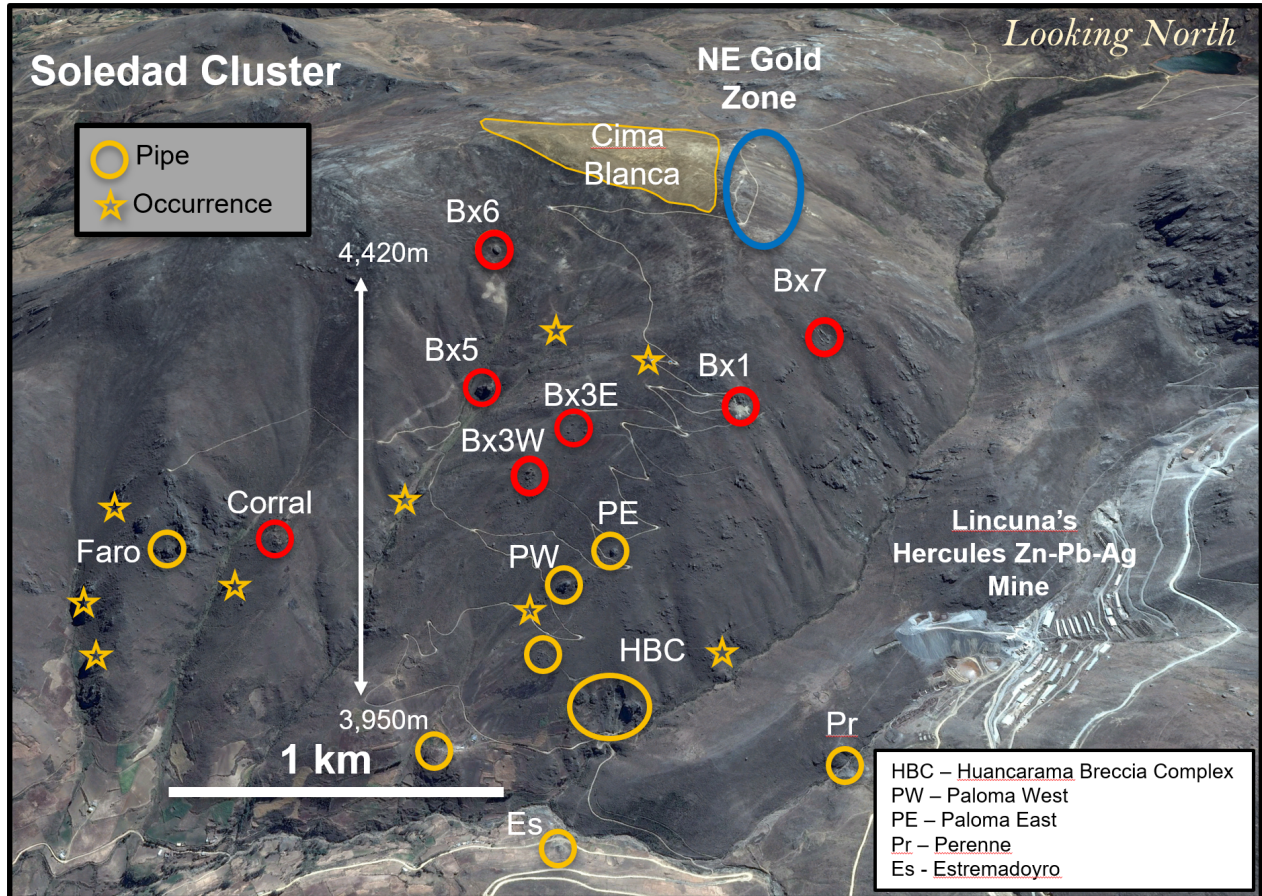 Looking North
Soledad Cluster
NE Gold
Zone
Pipe
Occurrence
Cima
Blanca
Bx6
4,420m
Bx7
Bx5
Bx1
Bx3E
Bx3W
Corral
PE
Faro
PW
Lincuna's
Hercules Zn-Pb-Ag
Mine
HBC
3,950m
Pr
1 km
Es
HBC – Huancarama Breccia Complex
PW – Paloma West
PE – Paloma East
Pr – Perenne
Es - Estremadoyro